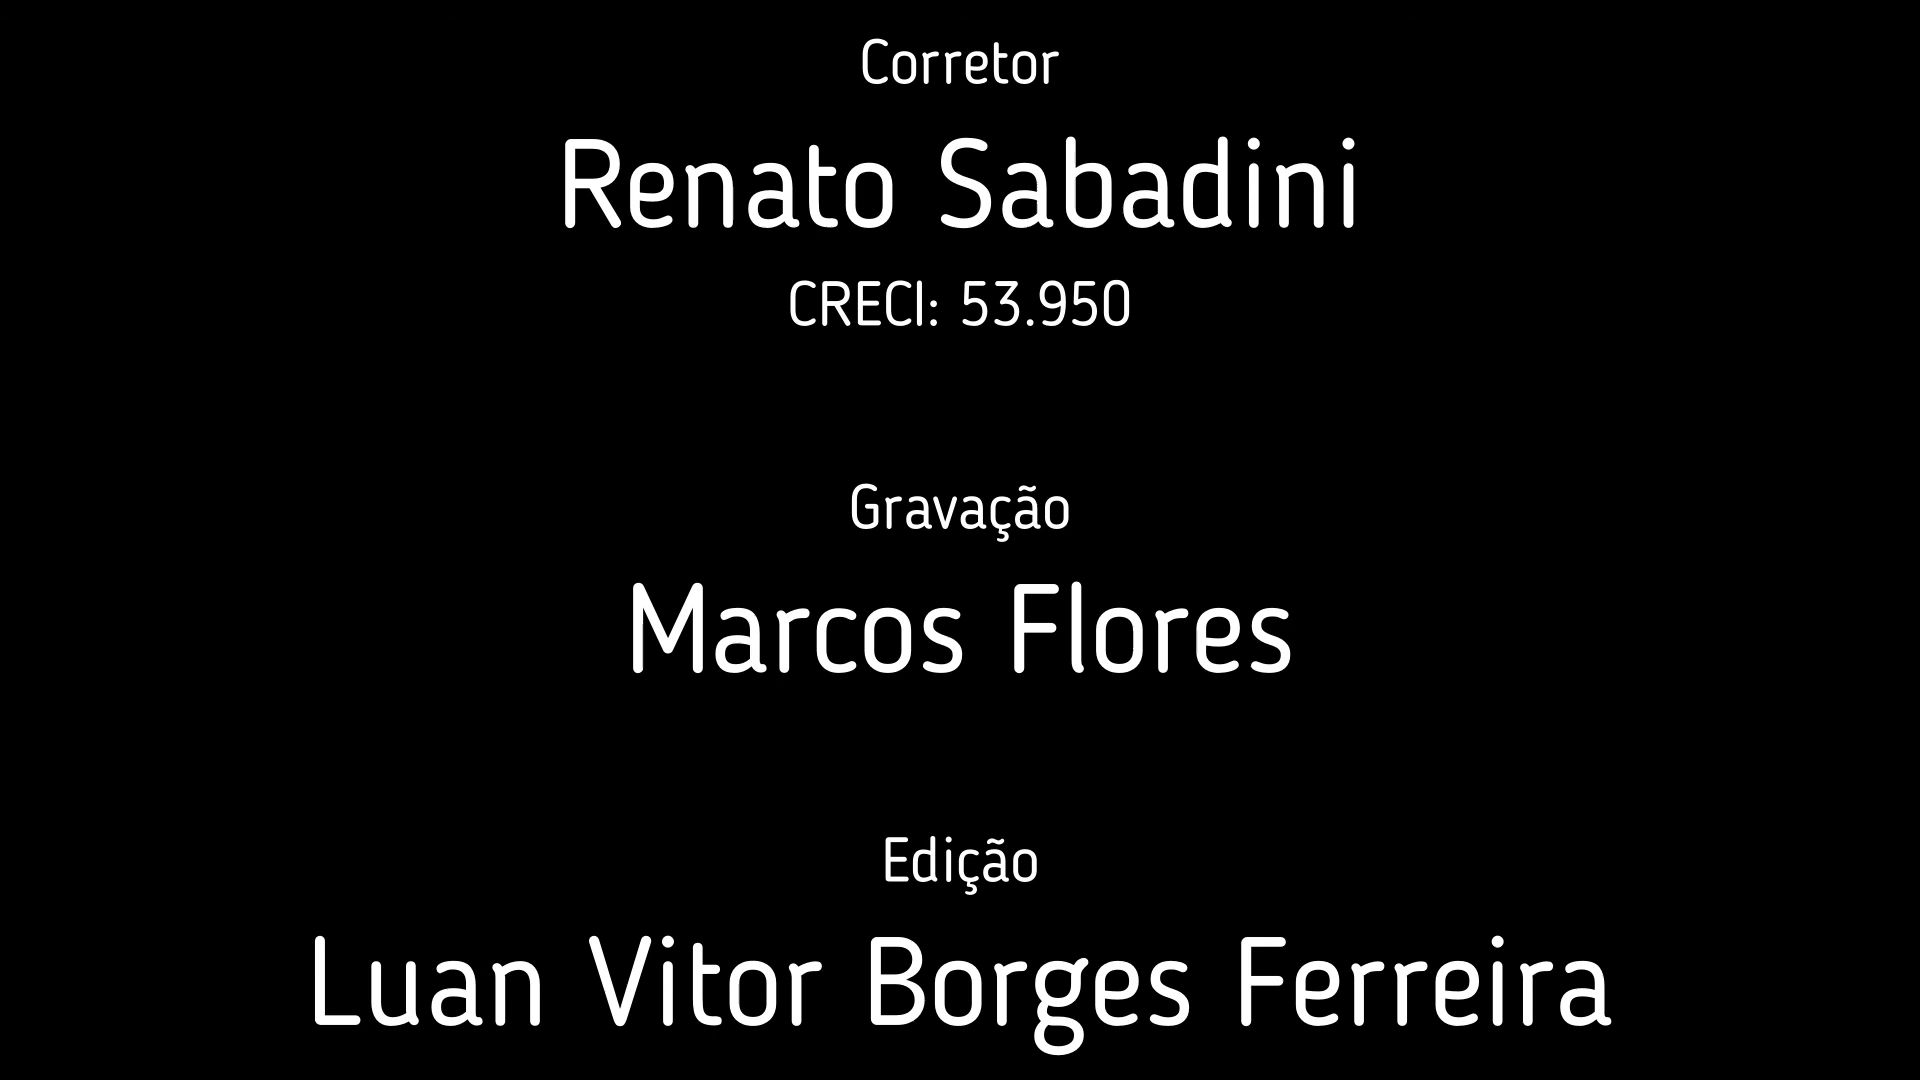 Corretor
Renato Sabadini
CRECI: 53.950
Gravação
Marcos Flores
Edição
Luan Vitor Borges Ferreira